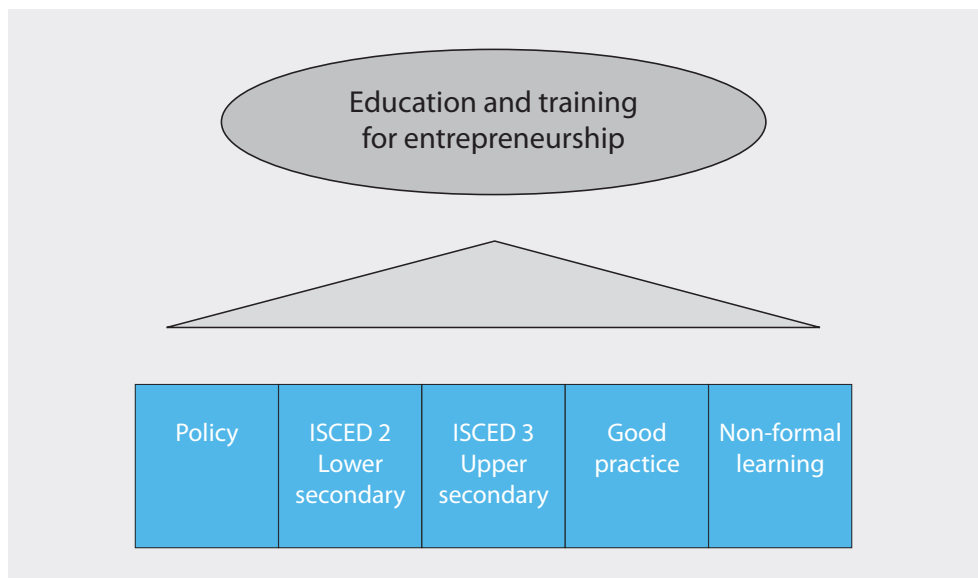 Education and training
for entrepreneurship
Policy
ISCED 2
Lower
secondary
ISCED 3
Upper
secondary
Good
practice
Non-formal
learning